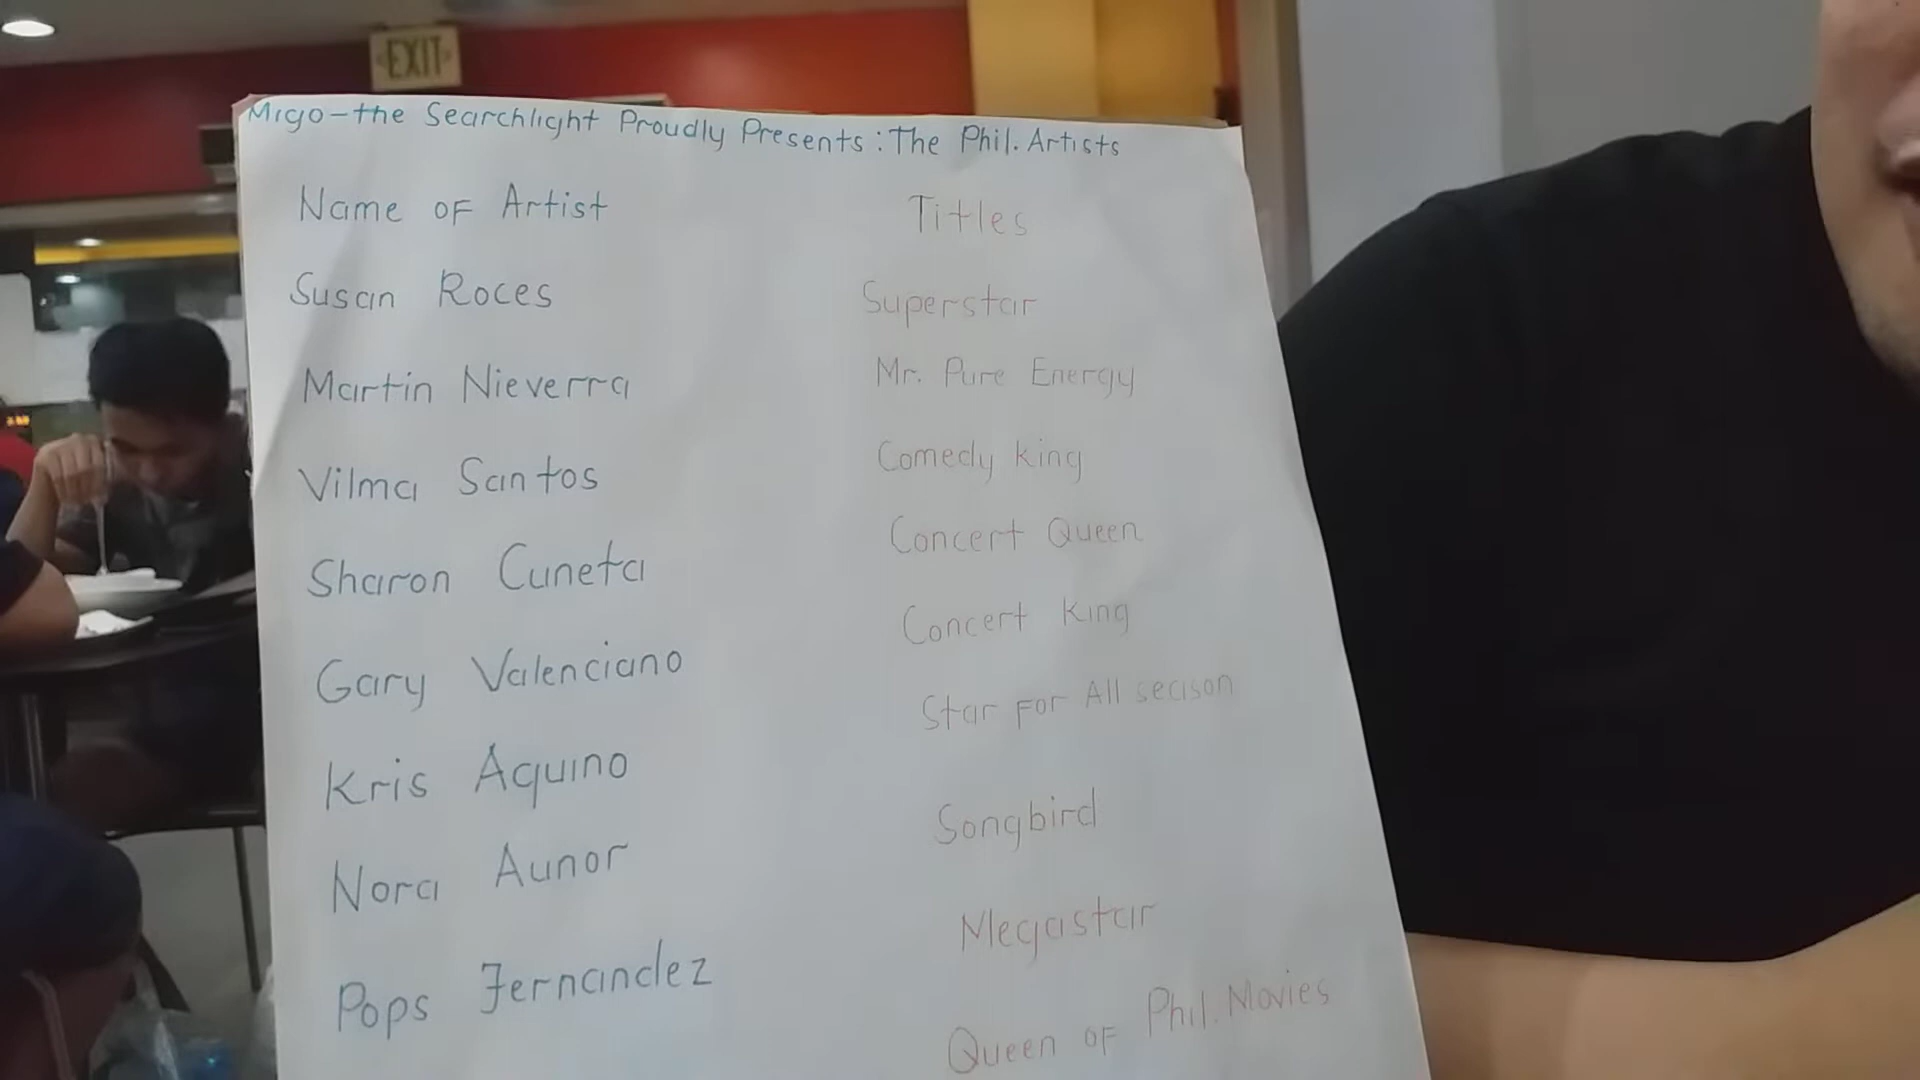 EXIT
Migo-the Searchlight Proudly Presents: The Phil. Artists
Name of Artist Titles
Susan Roces Superstar
Martin Nieverra Mr. Pure Energy
Vilma Santos Comedy King
Sharon Cuneta Concert Queen
Gary Valenciano Concert King
Kris Aquino Star For All secison
Nora Aunor Songbird
Pops Fernandez Megastar
Queen of Phil. Movies